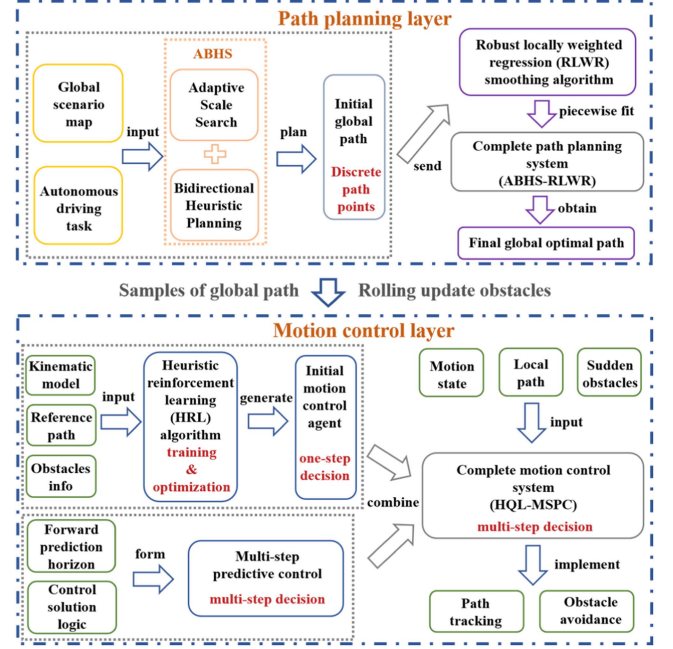 Path planning layer
Global
scenario
map
Autonomous
driving
task
input
ABHS
Adaptive
Scale
Search
Bidirectional
Heuristic
Planning
plan
Initial
global
path
Discrete
path
points
send
Robust locally weighted
regression (RLWR)
smoothing algorithm
piecewise fit
Complete path planning
system
(ABHS-RLWR)
obtain
Final global optimal path
Samples of global path
Rolling update obstacles
Motion control layer
Kinematic
model
Reference
path
Obstacles
info
input
Heuristic
reinforcement
learning
(HRL)
algorithm
training
&
optimization
generate
Initial
motion
control
agent
one-step
decision
Forward
prediction
horizon
Control
solution
logic
form
Multi-step
predictive control
multi-step decision
combine
Motion
state
Local
path
Sudden
obstacles
input
Complete motion control
system
(HQL-MSPC)
multi-step decision
implement
Path
tracking
Obstacle
avoidance